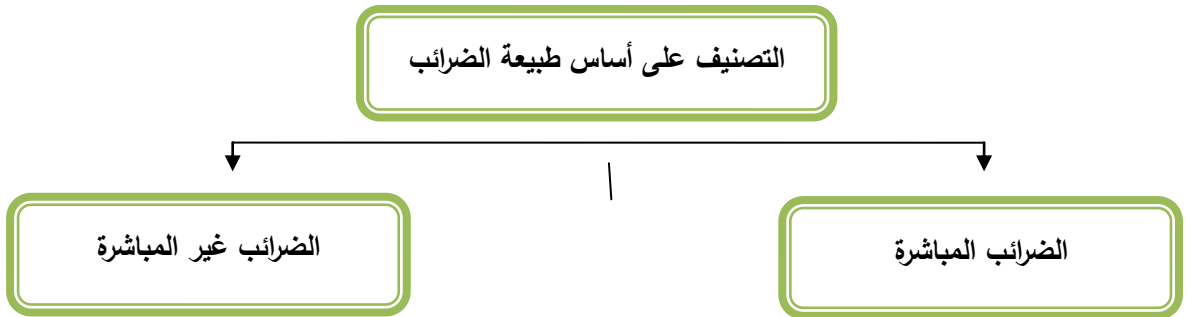 التصنيف على أساس طبيعة الضرائب
الضرائب المباشرة
الضرائب غير المباشرة